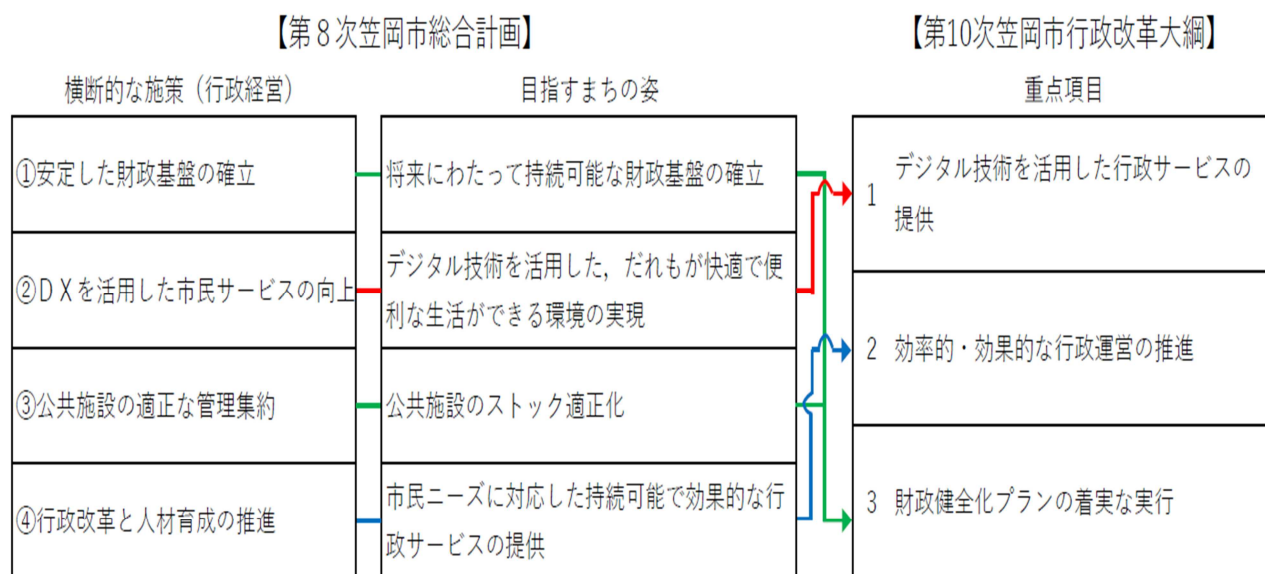 【第８次笠岡市総合計画】
【第10次笠岡市行政改革大綱】
横断的な施策（行政経営）
目指すまちの姿
重点項目
①安定した財政基盤の確立
将来にわたって持続可能な財政基盤の確立
②ＤＸを活用した市民サービスの向上
デジタル技術を活用した，だれもが快適で便
利な生活ができる環境の実現
③公共施設の適正な管理集約
公共施設のストック適正化
④行政改革と人材育成の推進
市民ニーズに対応した持続可能で効果的な行
政サービスの提供
1 デジタル技術を活用した行政サービスの
提供
2 効率的・効果的な行政運営の推進
3 財政健全化プランの着実な実行